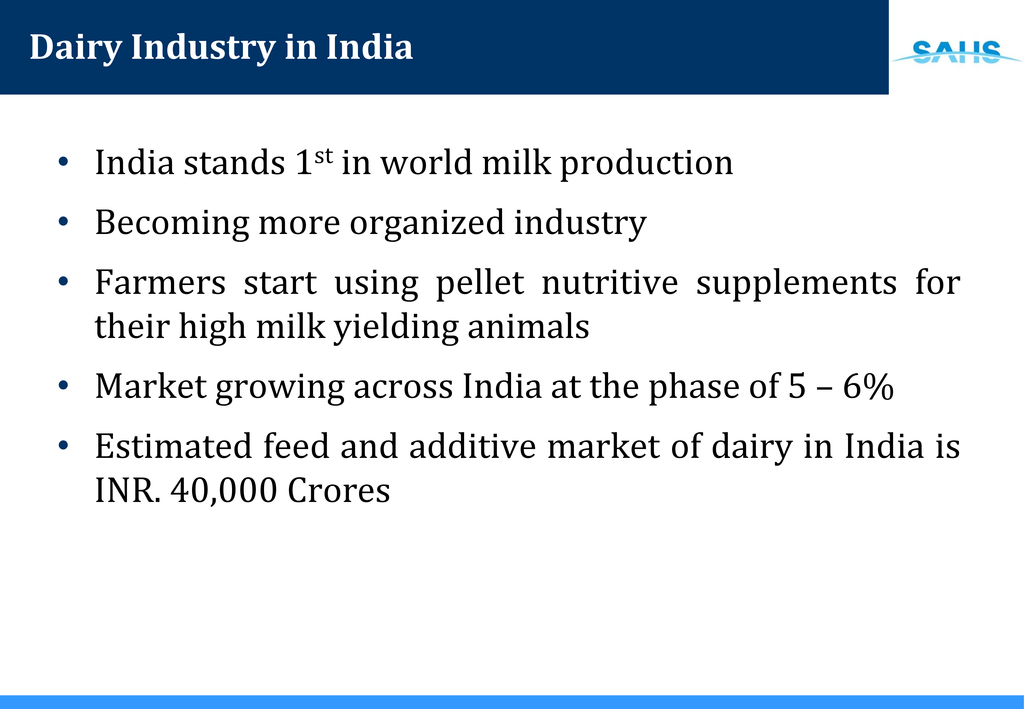 Dairy Industry in India
SAHS
• India stands 1st in world milk production
• Becoming more organized industry
• Farmers start using pellet nutritive supplements for
their high milk yielding animals
• Market growing across India at the phase of 5 – 6%
• Estimated feed and additive market of dairy in India is
INR. 40,000 Crores